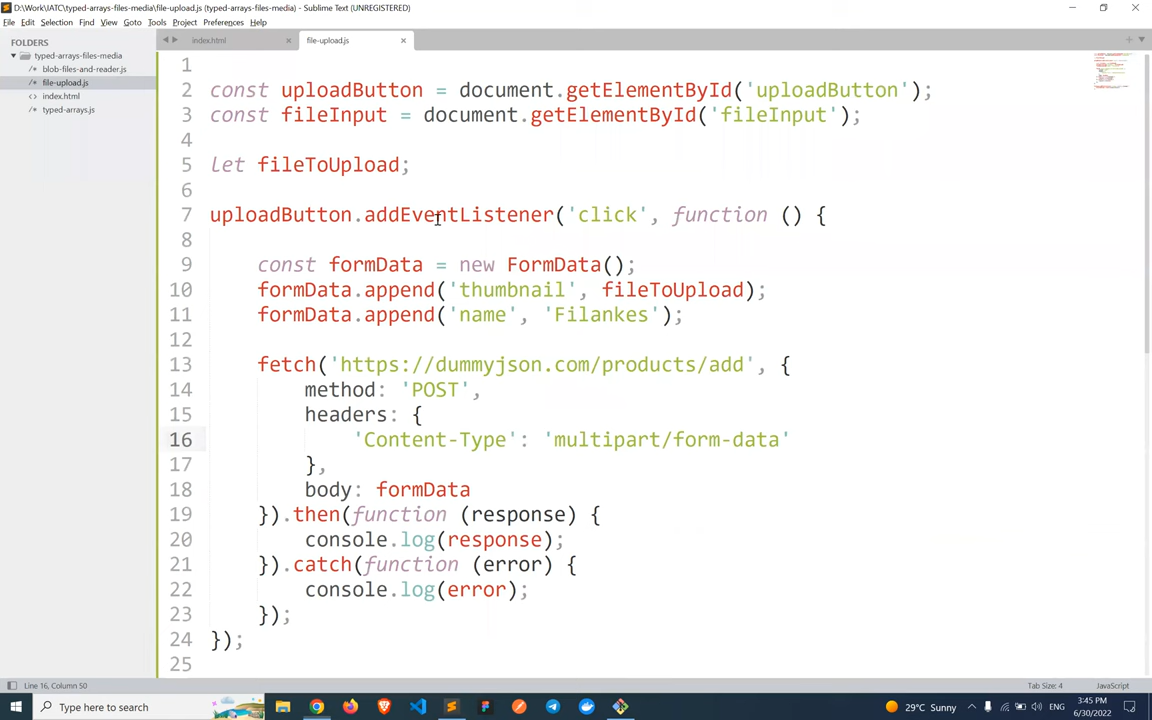 D:\Work\IATC\typed-arrays-files-media\file-upload.js (typed-arrays-files-media) - Sublime Text (UNREGISTERED)
File Edit Selection Find View Goto Tools Project Preferences Help
FOLDERS
typed-arrays-files-media
/* blob-files-and-reader.js
/* file-upload.js
<> index.html
/* typed-arrays.js
index.html ×
file-upload.js ×
1
2 const uploadButton = document.getElementById('uploadButton');
3 const fileInput = document.getElementById('fileInput');
4
5 let fileToUpload;
6
7 uploadButton.addEventListener('click', function () {
8
9 const formData = new FormData();
10 formData.append('thumbnail', fileToUpload);
11 formData.append('name', 'Filankes');
12
13 fetch('https://dummyjson.com/products/add', {
14 method: 'POST',
15 headers: {
16 'Content-Type': 'multipart/form-data'
17 },
18 body: formData
19 }).then(function (response) {
20 console.log(response);
21 }).catch(function (error) {
22 console.log(error);
23 });
24 });
25
Line 16, Column 50
Tab Size: 4
JavaScript
Type here to search
29°C Sunny
ENG
3:45 PM
6/30/2022